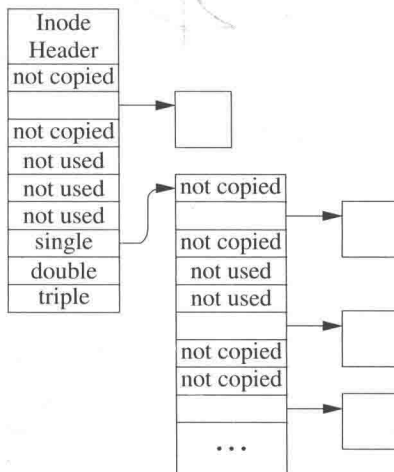 Inode
Header
not copied
not copied
not used
not used
not used
single
double
triple
not copied
not copied
not used
not used
not copied
not copied
...